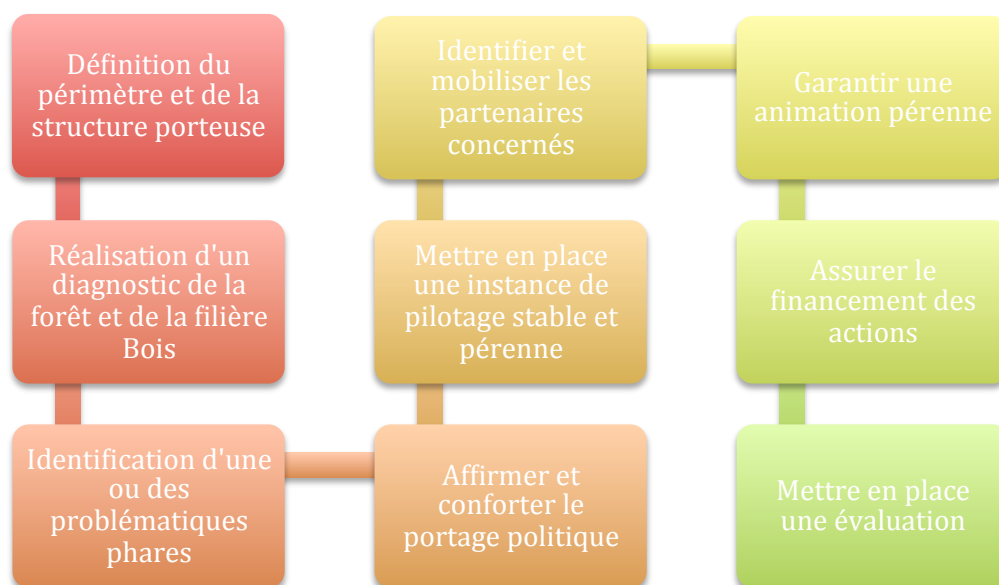 Définition du
périmètre et de la
structure porteuse
Réalisation d'un
diagnostic de la
forêt et de la filière
Bois
Identification d'une
ou des
problématiques
phares
Affirmer et
conforter le
portage politique
Mettre en place
une instance de
pilotage stable et
pérenne
Identifier et
mobiliser les
partenaires
concernés
Garantir une
animation pérenne
Assurer le
financement des
actions
Mettre en place
une évaluation